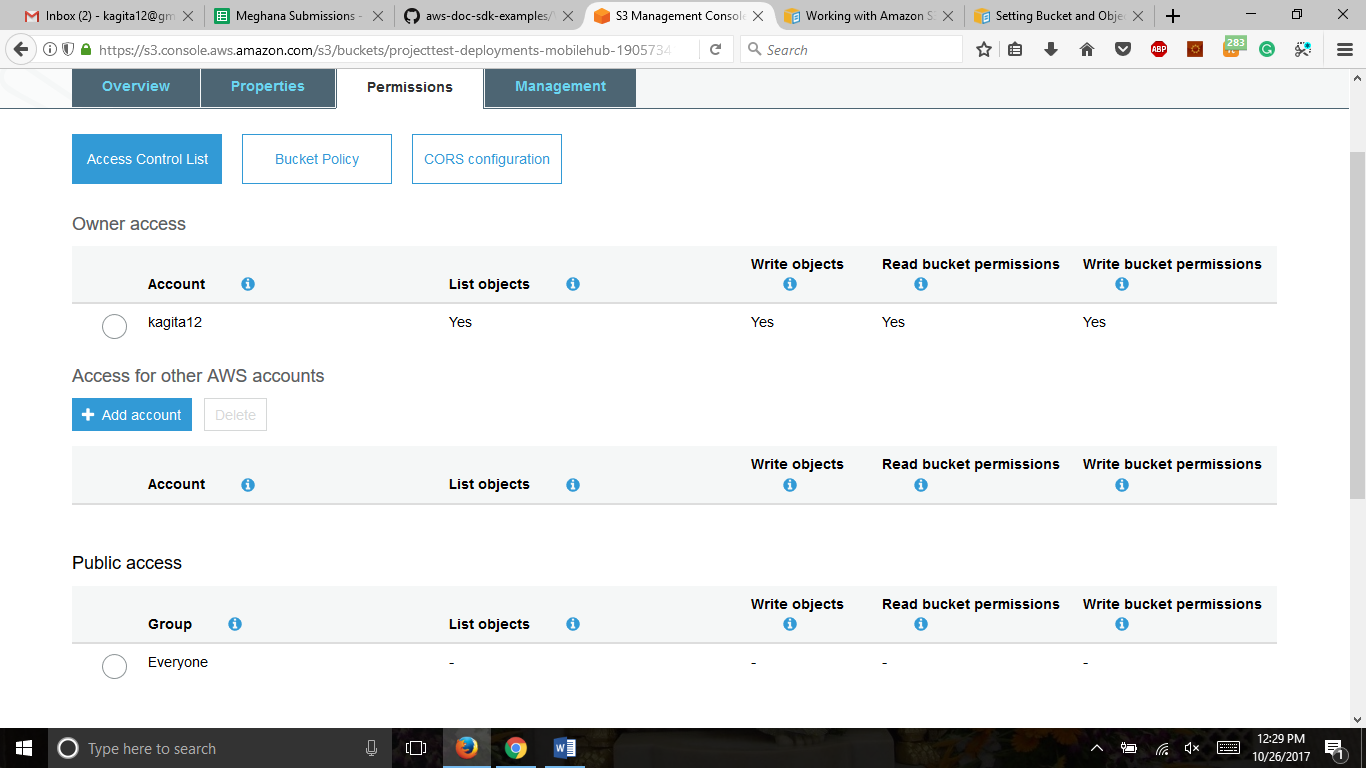 Inbox (2) - kagita12@gm
Meghana Submissions -
aws-doc-sdk-examples/
S3 Management Console
Working with Amazon S
Setting Bucket and Obje
https://s3.console.aws.amazon.com/s3/buckets/projecttest-deployments-mobilehub-1905734
Search
ABP
283
Overview
Properties
Permissions
Management
Access Control List
Bucket Policy
CORS configuration
Owner access
Account
List objects
Write objects
Read bucket permissions
Write bucket permissions
kagita12
Yes
Yes
Yes
Yes
Access for other AWS accounts
+ Add account
Delete
Account
List objects
Write objects
Read bucket permissions
Write bucket permissions
Public access
Group
List objects
Write objects
Read bucket permissions
Write bucket permissions
Everyone
-
-
-
-
Type here to search
12:29 PM
10/26/2017
1